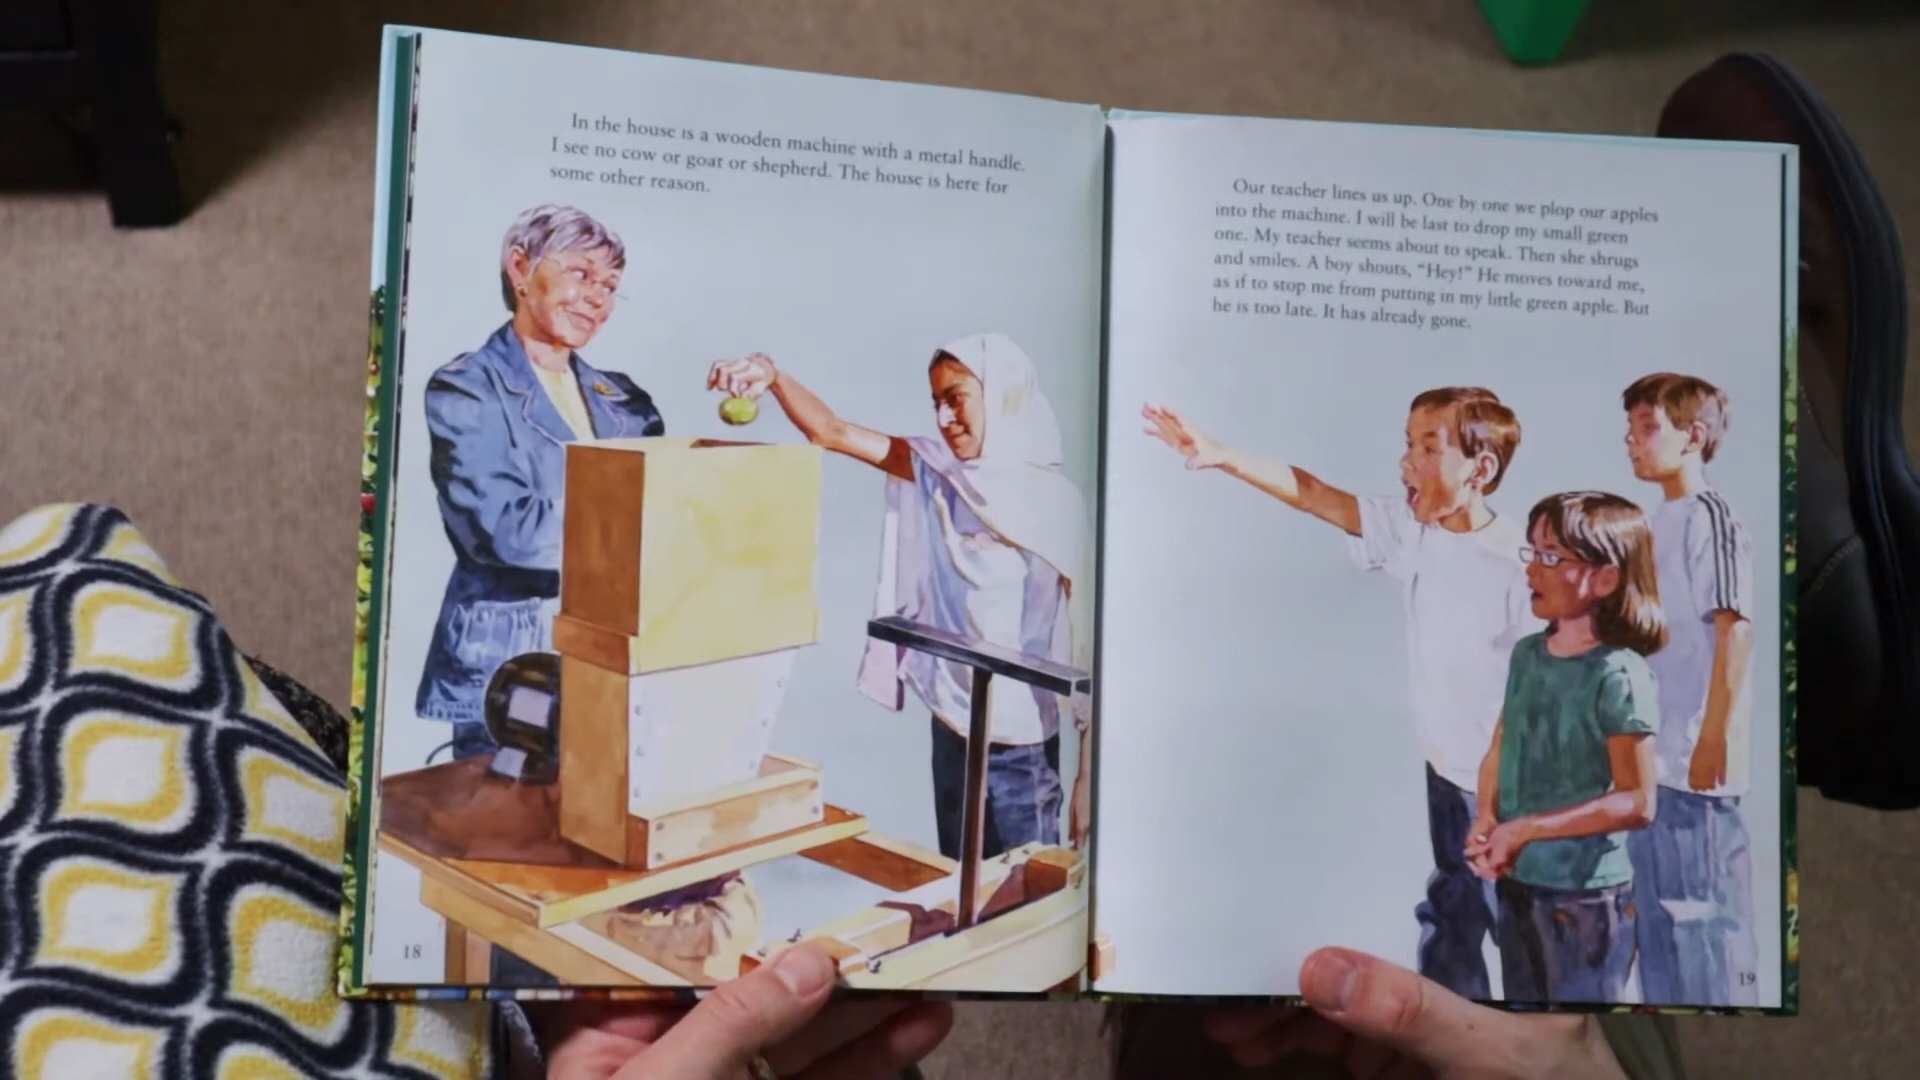 In the house is a wooden machine with a metal handle.
I see no cow or goat or shepherd. The house is here for
some other reason.
18
Our teacher lines us up. One by one we plop our apples
into the machine. I will be last to drop my small green
one. My teacher seems about to speak. Then she shrugs
and smiles. A boy shouts, “Hey!” He moves toward me,
as if to stop me from putting in my little green apple. But
he is too late. It has already gone.
19